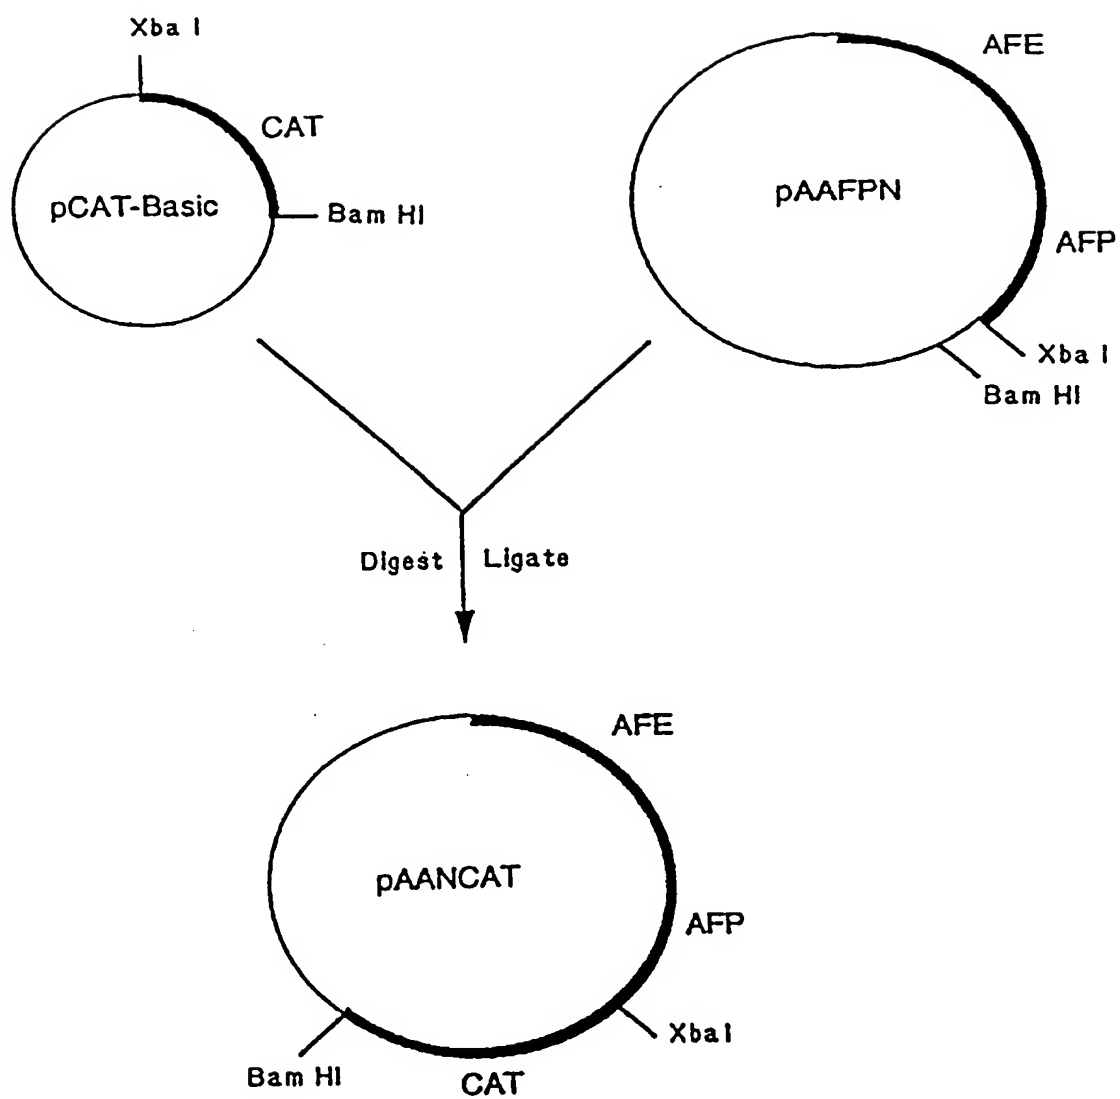 Xba I
CAT
pCAT-Basic
Bam HI
AFE
pAAFPN
AFP
Xba I
Bam HI
Digest
Ligate
AFE
pAANCAT
AFP
XbaI
Bam HI
CAT